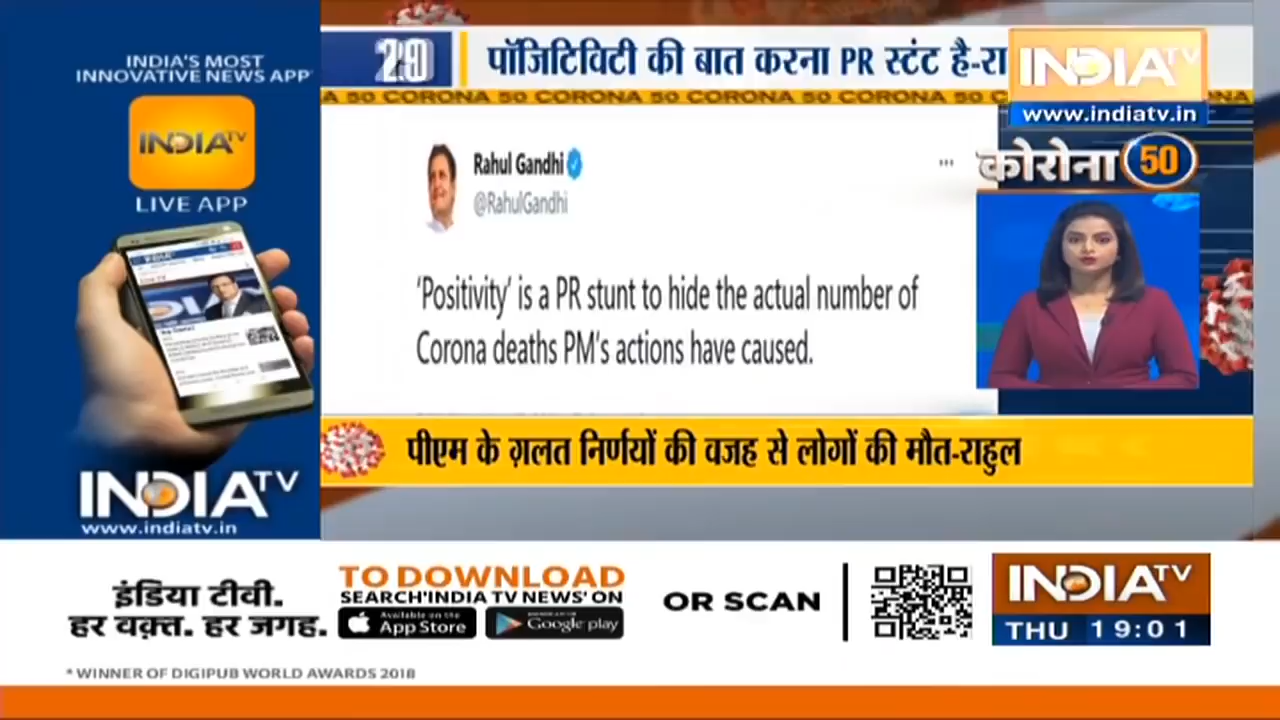 INDIA'S MOST
INNOVATIVE NEWS APP
INDIA TV
LIVE APP
INDIA TV
www.indiatv.in
पॉजिटिविटी की बात करना PR स्टंट है-रा
INDIA TV
www.indiatv.in
50 CORONA 50 CORONA 50 CORONA 50 CORONA 50
कोरोना 50
Rahul Gandhi
@RahulGandhi
'Positivity' is a PR stunt to hide the actual number of
Corona deaths PM's actions have caused.
पीएम के ग़लत निर्णयों की वजह से लोगों की मौत-राहुल
इंडिया टीवी.
हर वक़्त. हर जगह.
TO DOWNLOAD
SEARCH'INDIA TV NEWS' ON
Available on the
App Store
Google play
OR SCAN
INDIA TV
THU 19:01
* WINNER OF DIGIPUB WORLD AWARDS 2018